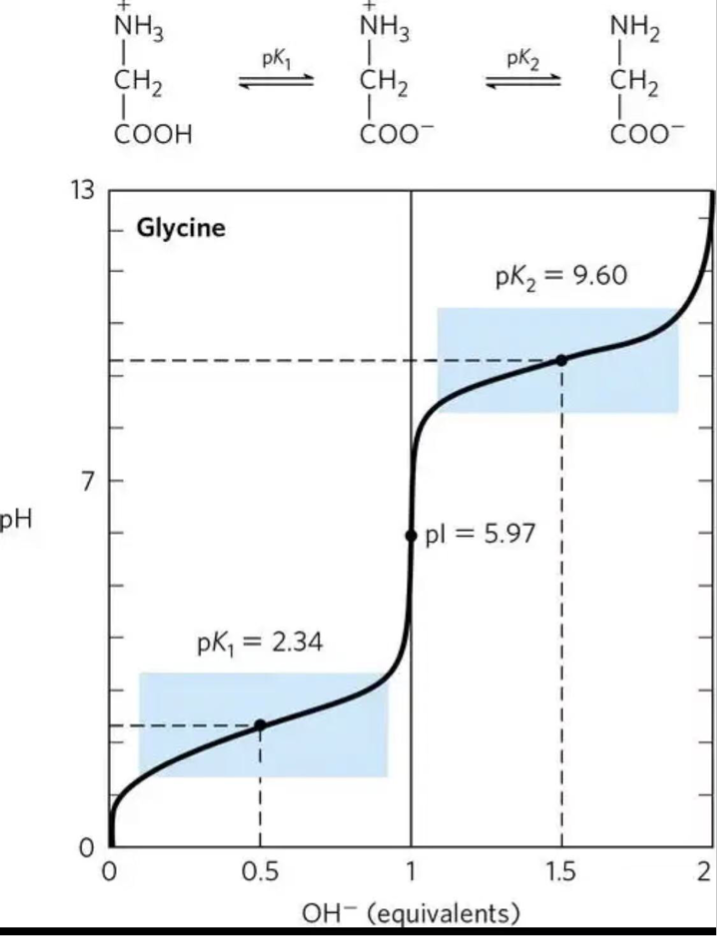 + +
NH₃ NH₃ NH₂
pK₁ pK₂
CH₂ CH₂ CH₂
COOH COO⁻ COO⁻
13
Glycine
pK₂ = 9.60
7
pH
pI = 5.97
pK₁ = 2.34
0
0 0.5 1 1.5 2
OH⁻ (equivalents)